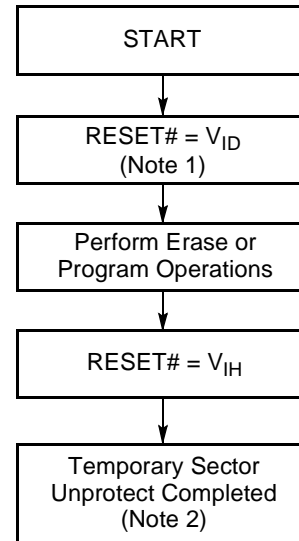 START
RESET# = VID
(Note 1)
Perform Erase or
Program Operations
RESET# = VIH
Temporary Sector
Unprotect Completed
(Note 2)